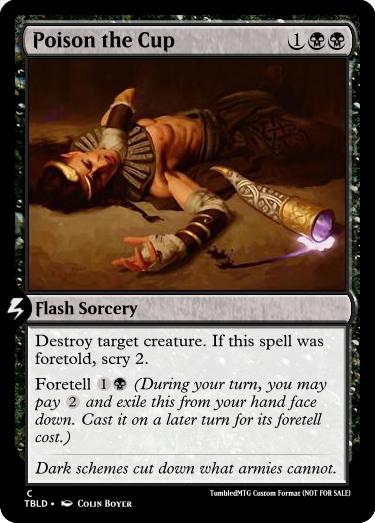 Poison the Cup 1
Flash Sorcery
Destroy target creature. If this spell was
foretold, scry 2.
Foretell 1 (During your turn, you may
pay 2 and exile this from your hand face
down. Cast it on a later turn for its foretell
cost.)
Dark schemes cut down what armies cannot.
C
TBLD • Colin Boyer
TumbledMTG Custom Format (NOT FOR SALE)